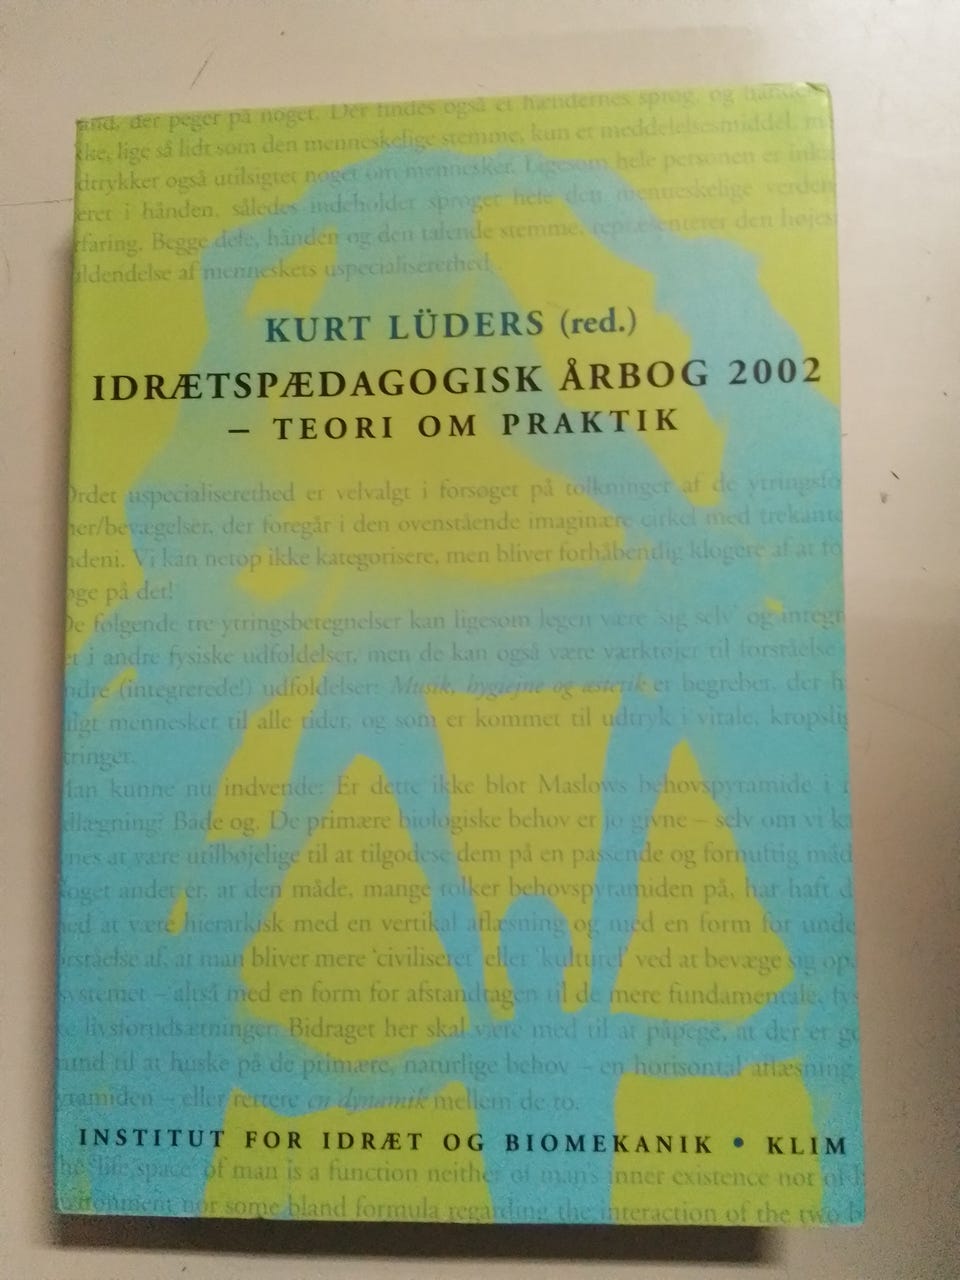 and, der peger på noget. Der findes også et hændernes sprog, og hånden
kke, lige så lidt som den menneskelige stemme, kun et meddelelsesmiddel, m
dtrykker også utilsigtet noget om mennesker. Ligesom hele personen er
eret i hånden, således indeholder sproget hele den menneskelige verden
rfaring. Begge dele, hånden og den talende stemme, repræsenterer den højes
uldendelse af menneskets uspecialiserethed.
KURT LÜDERS (red.)
IDRÆTSPÆDAGOGISK ÅRBOG 2002
– TEORI OM PRAKTIK
Ordet uspecialiserethed er velvalgt i forsøget på tolkninger af de ytringsfo
ner/bevægelser, der foregår i den ovenstående imaginære cirkel med trekante
ndeni. Vi kan netop ikke kategorisere, men bliver forhåbendig klogere af at fo
øge på det!
De følgende tre ytringsbetegnelser kan ligesom legen være 'sig selv' og integr
et i andre fysiske udfoldelser, men de kan også være værktøjer til forståelse
ndre (integrerede!) udfoldelser: Musik, hygiejne og æstetik er begreber, der h
ulgt mennesket til alle tider, og som er kommet til udtryk i vitale, kropslig
tringer.
Man kunne nu indvende: Er dette ikke blot Maslows behovspyramide i
dlægning? Både og. De primære biologiske behov er jo givne – selv om vi ka
ynes at være utilbøjelige til at tilgodese dem på en passende og fornuftig måd
Noget andet er, at den måde, mange tolker behovspyramiden på, har haft d
ned at være hierarkisk med en vertikal aflæsning og med en form for unde
orståelse af, at man bliver mere 'civiliseret' eller 'kulturel' ved at bevæge sig op
systemet – altså med en form for afstandtagen til de mere fundamentale, fys
ke livsforudsætninger. Bidraget her skal være med til at påpege, at der er go
rund til at huske på de primære, naturlige behov – en horisontal aflæsning
yramiden – eller rettere en dynamik mellem de to.
INSTITUT FOR IDRÆT OG BIOMEKANIK • KLIM
he 'life space' of man is a function neither of man's inner existence nor of
nvironment nor some bland formula regarding the interaction of the two b